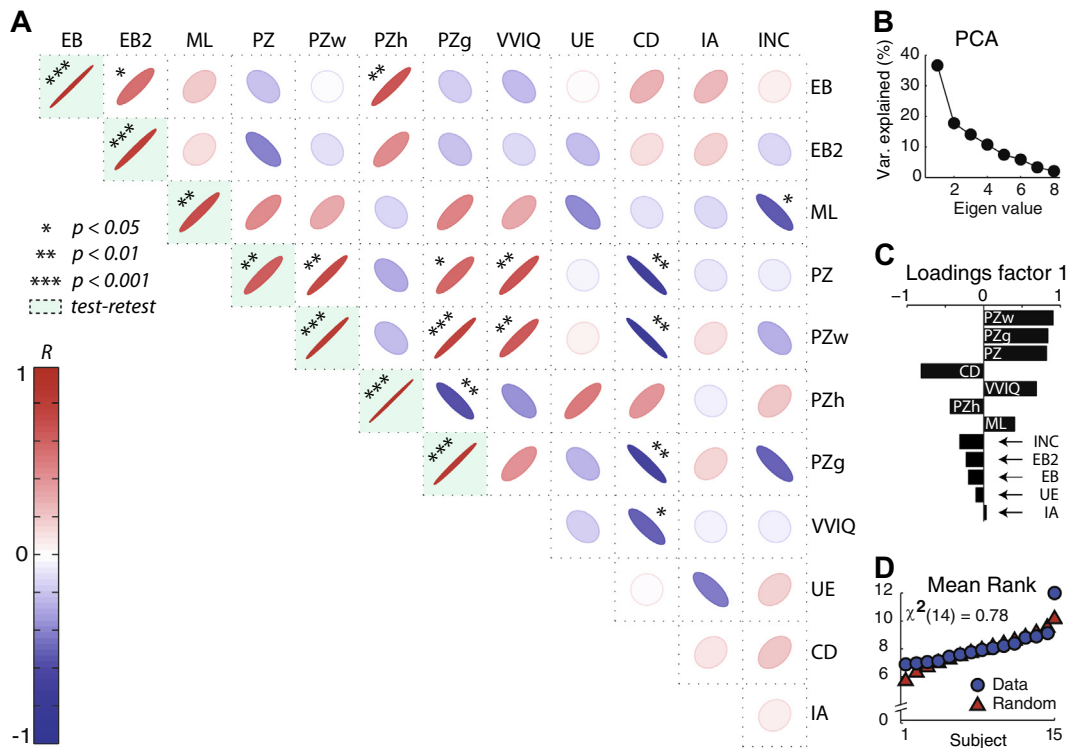 A
EB EB2 ML PZ PZw PZh PZg VVIQ UE CD IA INC
*** * ** EB
*** EB2
** * ML
** ** * ** ** PZ
*** *** ** ** PZw
*** ** PZh
*** ** PZg
* VVIQ
UE
CD
IA
* p < 0.05
** p < 0.01
*** p < 0.001
test-retest
R
1
0
-1
B
PCA
Var. explained (%)
40
30
20
10
0
2 4 6 8
Eigen value
C
Loadings factor 1
−1 0 1
PZw
PZg
PZ
CD
VVIQ
PZh
ML
INC
EB2
EB
UE
IA
D
Mean Rank
χ²(14) = 0.78
12
10
8
6
0
Data
Random
1 15
Subject